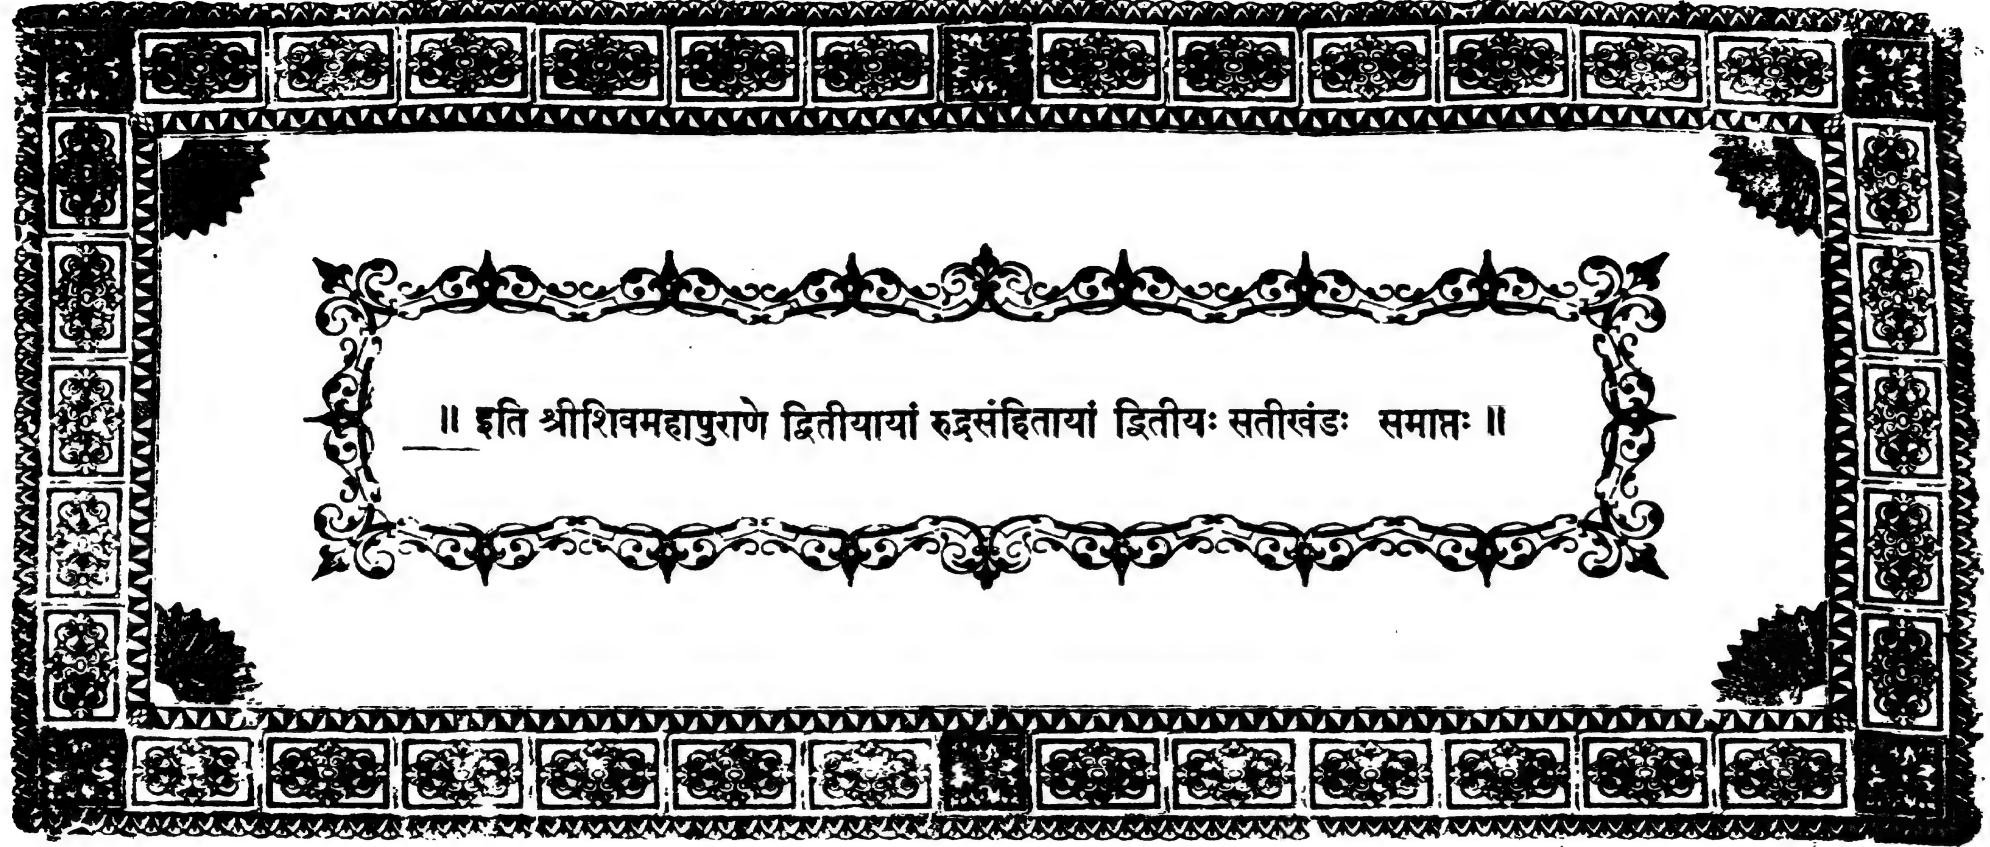 ॥ इति श्रीशिवमहापुराणे द्वितीयायां रुद्रसंहितायां द्वितीयः सतीखंडः समाप्तः ॥